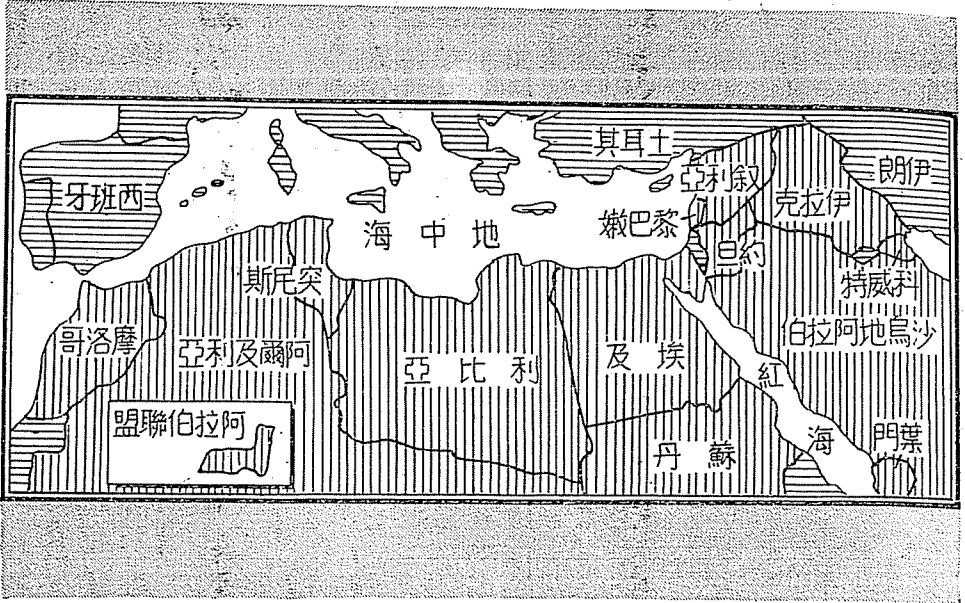 土耳其
伊朗
叙利亞
西班牙
伊拉克
地中海
黎巴嫩
約旦
突尼斯
科威特
沙烏地阿拉伯
摩洛哥
阿爾及利亞
利比亞
埃及
紅海
阿拉伯聯盟
蘇丹
葉門